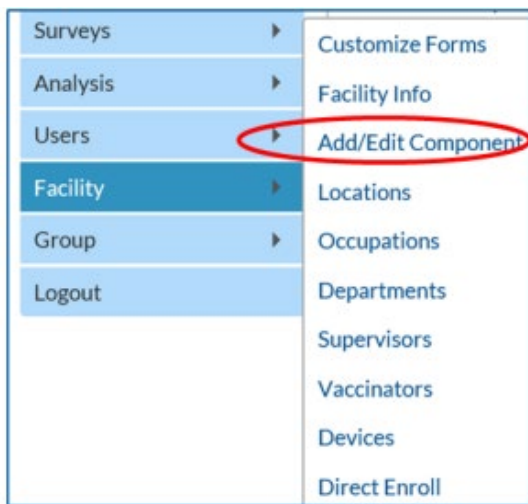 Surveys
Analysis
Users
Facility
Group
Logout
Customize Forms
Facility Info
Add/Edit Component
Locations
Occupations
Departments
Supervisors
Vaccinators
Devices
Direct Enroll